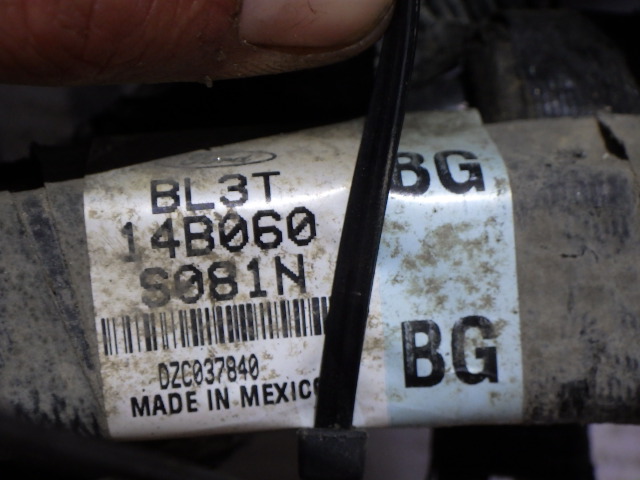 BL3T
14B060
S081N
DZC037840
MADE IN MEXICO
BG
BG